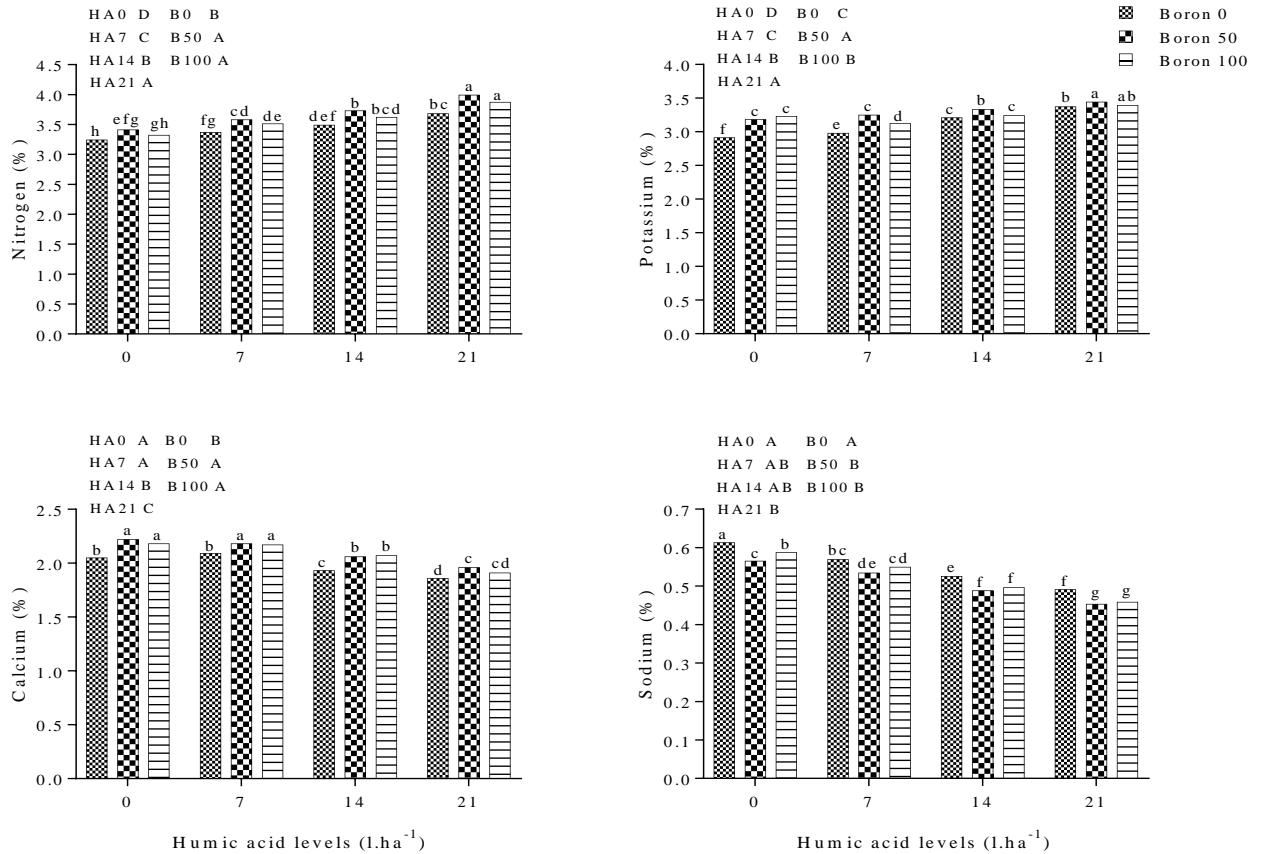 HA0 D B0 B
HA7 C B50 A
HA14 B B100 A
HA21 A
4.5
4.0
3.5
3.0
2.5
2.0
1.5
1.0
0.5
0.0
Nitrogen (%)
h efg gh fg cd de def b bcd bc a a
0 7 14 21
HA0 D B0 C
HA7 C B50 A
HA14 B B100 B
HA21 A
4.0
3.5
3.0
2.5
2.0
1.5
1.0
0.5
0.0
Potassium (%)
f c c e c d c b c b a ab
0 7 14 21
Boron 0
Boron 50
Boron 100
HA0 A B0 B
HA7 A B50 A
HA14 B B100 A
HA21 C
2.5
2.0
1.5
1.0
0.5
0.0
Calcium (%)
b a a b a a c b b d c cd
0 7 14 21
Humic acid levels (l.ha⁻¹)
HA0 A B0 A
HA7 AB B50 B
HA14 AB B100 B
HA21 B
0.7
0.6
0.5
0.4
0.3
0.2
0.1
0.0
Sodium (%)
a c b bc de cd e f f f g g
0 7 14 21
Humic acid levels (l.ha⁻¹)